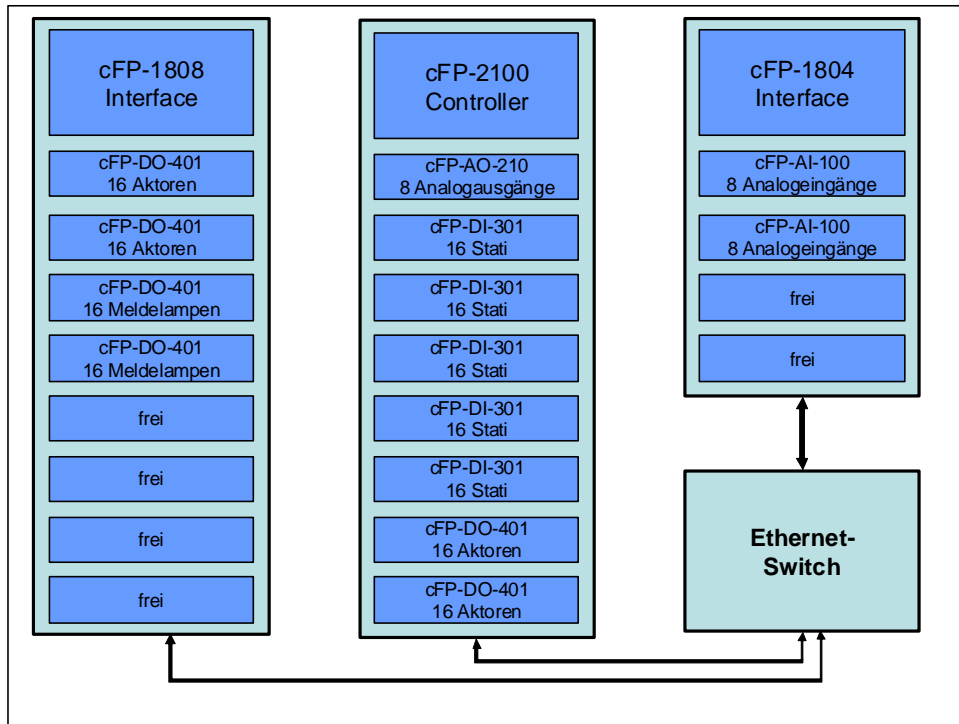 cFP-1808
Interface
cFP-DO-401
16 Aktoren
cFP-DO-401
16 Aktoren
cFP-DO-401
16 Meldelampen
cFP-DO-401
16 Meldelampen
frei
frei
frei
frei
cFP-2100
Controller
cFP-AO-210
8 Analogausgänge
cFP-DI-301
16 Stati
cFP-DI-301
16 Stati
cFP-DI-301
16 Stati
cFP-DI-301
16 Stati
cFP-DI-301
16 Stati
cFP-DO-401
16 Aktoren
cFP-DO-401
16 Aktoren
cFP-1804
Interface
cFP-AI-100
8 Analogeingänge
cFP-AI-100
8 Analogeingänge
frei
frei
Ethernet-
Switch